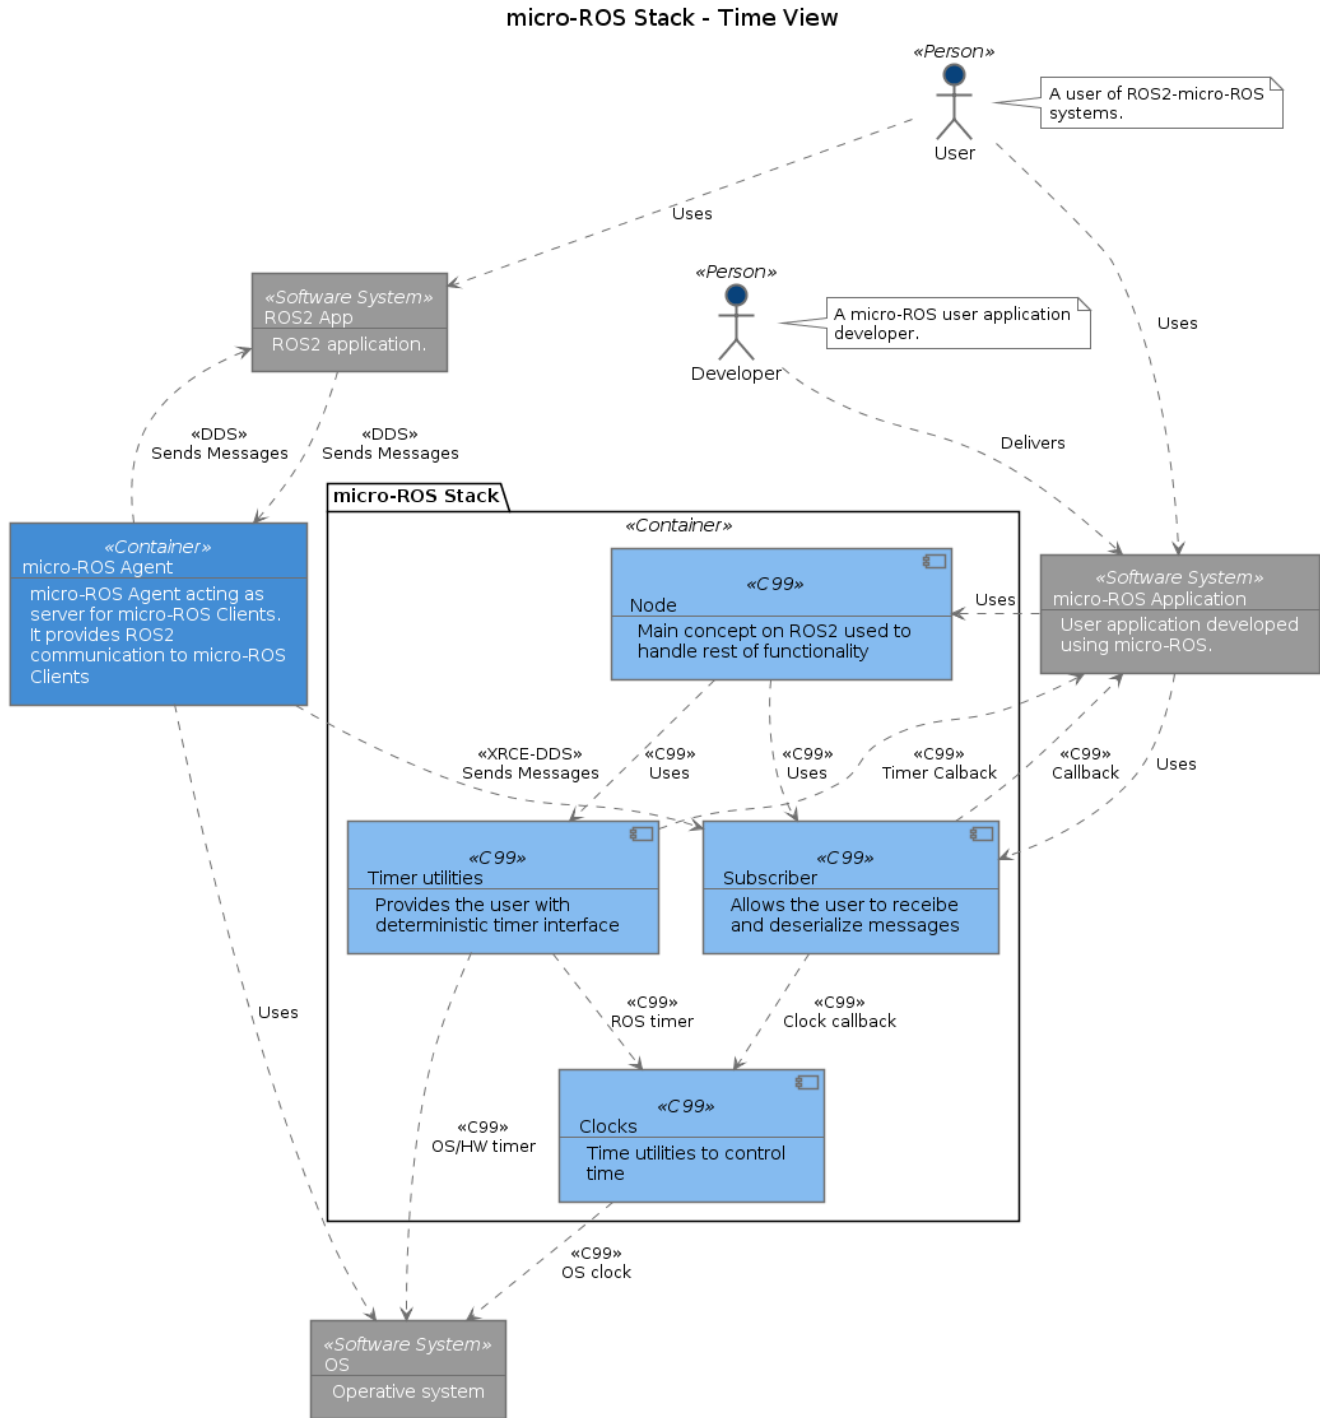 micro-ROS Stack - Time View
«Person»
User
A user of ROS2-micro-ROS
systems.
Uses
Uses
«Person»
Developer
A micro-ROS user application
developer.
Delivers
«Software System»
ROS2 App
ROS2 application.
«DDS»
Sends Messages
«DDS»
Sends Messages
micro-ROS Stack
«Container»
«Container»
micro-ROS Agent
micro-ROS Agent acting as
server for micro-ROS Clients.
It provides ROS2
communication to micro-ROS
Clients
«C99»
Node
Main concept on ROS2 used to
handle rest of functionality
Uses
«Software System»
micro-ROS Application
User application developed
using micro-ROS.
«XRCE-DDS»
Sends Messages
«C99»
Uses
«C99»
Uses
«C99»
Timer Calback
«C99»
Callback
Uses
«C99»
Timer utilities
Provides the user with
deterministic timer interface
«C99»
Subscriber
Allows the user to receibe
and deserialize messages
Uses
«C99»
ROS timer
«C99»
Clock callback
«C99»
OS/HW timer
«C99»
Clocks
Time utilities to control
time
«C99»
OS clock
«Software System»
OS
Operative system